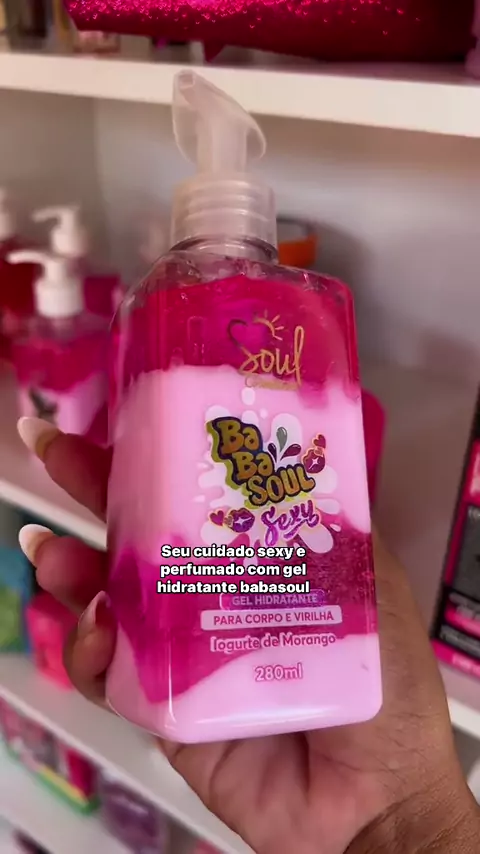 Soul
Ba
Ba
SOUL
Sexy
Seu cuidado sexy e
perfumado com gel
hidratante babasoul
GEL HIDRATANTE
PARA CORPO E VIRILHA
Iogurte de Morango
280ml